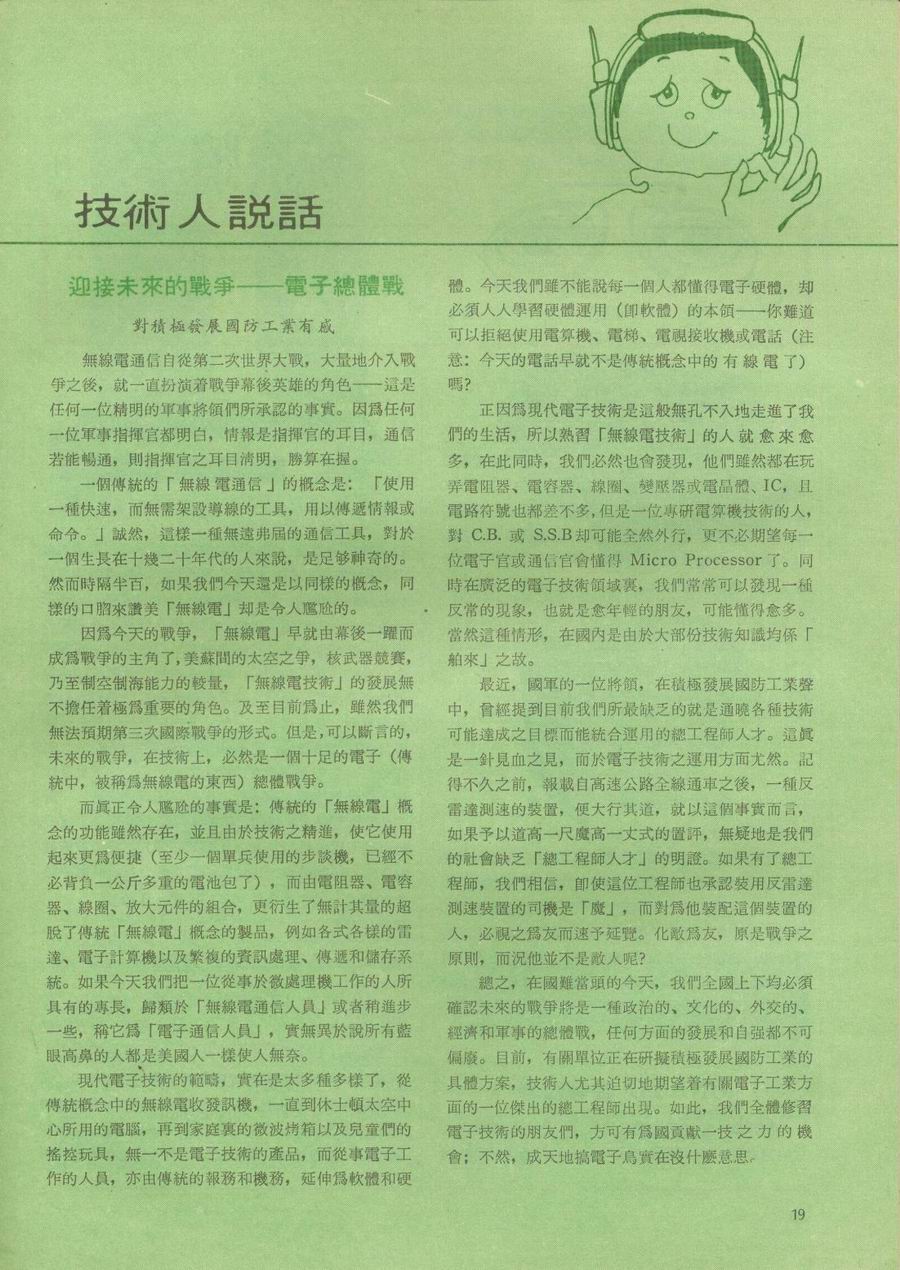 技術人説話
迎接未來的戰爭——電子總體戰
對積極發展國防工業有感
無線電通信自從第二次世界大戰，大量地介入戰
爭之後，就一直扮演着戰爭幕後英雄的角色——這是
任何一位精明的軍事將領們所承認的事實。因爲任何
一位軍事指揮官都明白，情報是指揮官的耳目，通信
若能暢通，則指揮官之耳目清明，勝算在握。
一個傳統的「無線電通信」的概念是：「使用
一種快速，而無需架設導線的工具，用以傳遞情報或
命令。」誠然，這樣一種無遠弗屆的通信工具，對於
一個生長在十幾二十年代的人來說，是足够神奇的。
然而時隔半百，如果我們今天還是以同樣的概念，同
樣的口脗來讚美「無線電」却是令人尶尬的。
因爲今天的戰爭，「無線電」早就由幕後一躍而
成爲戰爭的主角了，美蘇間的太空之爭，核武器競賽，
乃至制空制海能力的較量，「無線電技術」的發展無
不擔任着極爲重要的角色。及至目前爲止，雖然我們
無法預期第三次國際戰爭的形式。但是，可以斷言的，
未來的戰爭，在技術上，必然是一個十足的電子（傳
統中，被稱爲無線電的東西）總體戰爭。
而眞正令人尶尬的事實是：傳統的「無線電」概
念的功能雖然存在，並且由於技術之精進，使它使用
起來更爲便捷（至少一個單兵使用的步談機，已經不
必背負一公斤多重的電池包了），而由電阻器、電容
器、線圈、放大元件的組合，更衍生了無計其量的超
脫了傳統「無線電」概念的製品，例如各式各樣的雷
達、電子計算機以及繁複的資訊處理、傳遞和儲存系
統。如果今天我們把一位從事於微處理機工作的人所
具有的專長，歸類於「無線電通信人員」或者稍進步
一些，稱它爲「電子通信人員」，實無異於說所有藍
眼高鼻的人都是美國人一樣使人無奈。
現代電子技術的範疇，實在是太多種多樣了，從
傳統概念中的無線電收發訊機，一直到休士頓太空中
心所用的電腦，再到家庭裏的微波烤箱以及兒童們的
搖控玩具，無一不是電子技術的產品，而從事電子工
作的人員，亦由傳統的報務和機務，延伸爲軟體和硬
體。今天我們雖不能說每一個人都懂得電子硬體，却
必須人人學習硬體運用（卽軟體）的本領——你難道
可以拒絕使用電算機、電梯、電視接收機或電話（注
意：今天的電話早就不是傳統概念中的有線電了）
嗎？
正因爲現代電子技術是這般無孔不入地走進了我
們的生活，所以熟習「無線電技術」的人就愈來愈
多，在此同時，我們必然也會發現，他們雖然都在玩
弄電阻器、電容器、線圈、變壓器或電晶體、IC，且
電路符號也都差不多，但是一位專硏電算機技術的人，
對 C.B. 或 S.S.B 却可能全然外行，更不必期望每一
位電子官或通信官會懂得 Micro Processor 了。同
時在廣泛的電子技術領域裏，我們常常可以發現一種
反常的現象，也就是愈年輕的朋友，可能懂得愈多。
當然這種情形，在國內是由於大部份技術知識均係「
舶來」之故。
最近，國軍的一位將領，在積極發展國防工業聲
中，曾經提到目前我們所最缺乏的就是通曉各種技術
可能達成之目標而能統合運用的總工程師人才。這眞
是一針見血之見，而於電子技術之運用方面尤然。記
得不久之前，報載自高速公路全線通車之後，一種反
雷達測速的裝置，便大行其道，就以這個事實而言，
如果予以道高一尺魔高一丈式的置評，無疑地是我們
的社會缺乏「總工程師人才」的明證。如果有了總工
程師，我們相信，卽使這位工程師也承認裝用反雷達
測速裝置的司機是「魔」，而對爲他裝配這個裝置的
人，必視之爲友而速予延覽。化敵爲友，原是戰爭之
原則，而況他並不是敵人呢？
總之，在國難當頭的今天，我們全國上下均必須
確認未來的戰爭將是一種政治的、文化的、外交的、
經濟和軍事的總體戰，任何方面的發展和自强都不可
偏廢。目前，有關單位正在研擬積極發展國防工業的
具體方案，技術人尤其迫切地期望着有關電子工業方
面的一位傑出的總工程師出現。如此，我們全體修習
電子技術的朋友們，方可有爲國貢獻一技之力的機
會；不然，成天地搞電子鳥實在沒什麽意思。
19